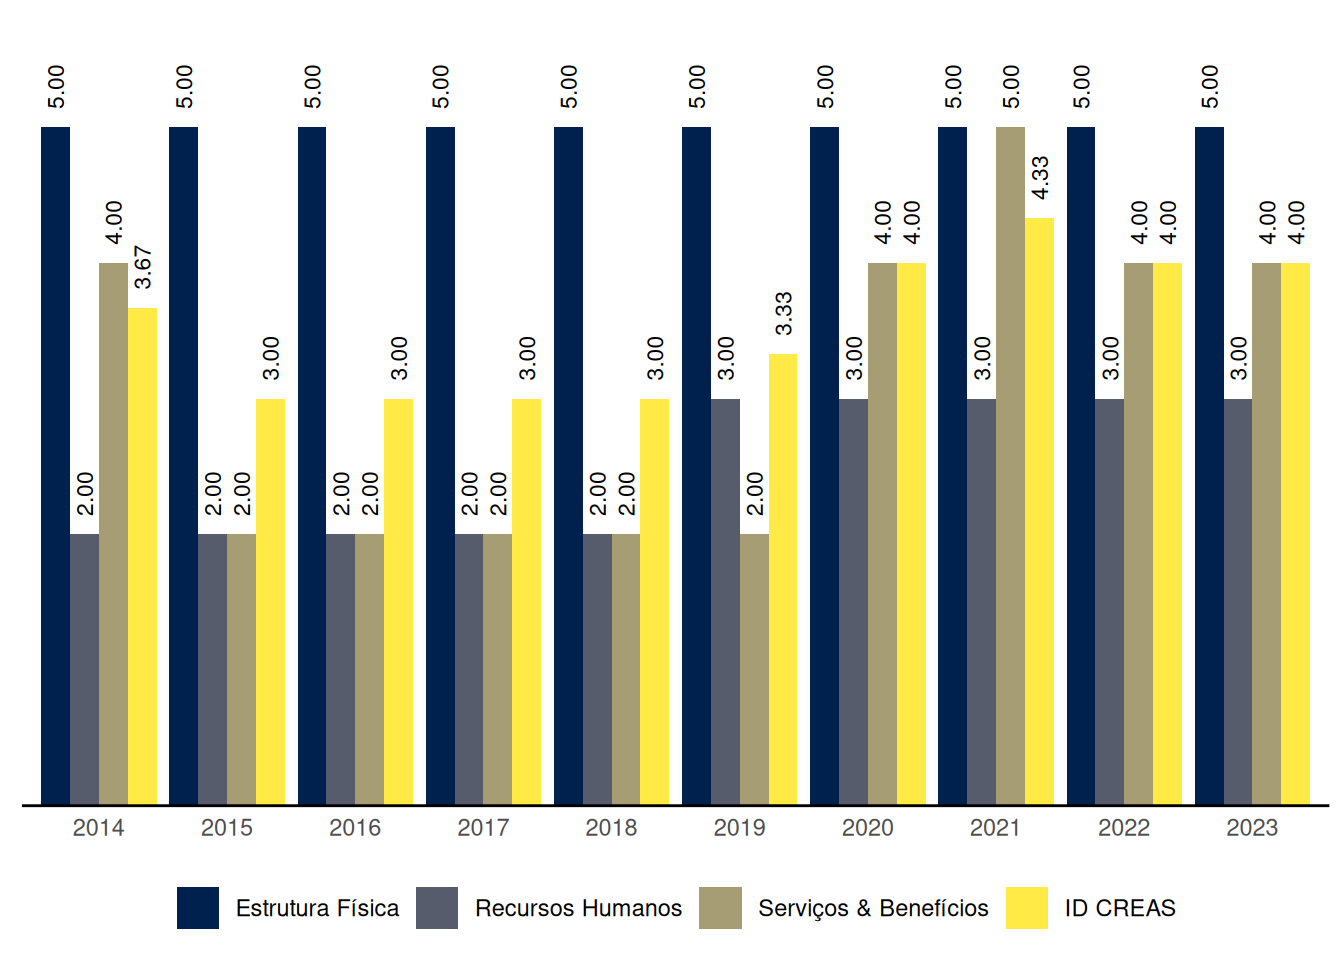 5.00 2.00 4.00 3.67 5.00 2.00 2.00 3.00 5.00 2.00 2.00 3.00 5.00 2.00 2.00 3.00 5.00 2.00 2.00 3.00 5.00 3.00 2.00 3.33 5.00 3.00 4.00 4.00 5.00 3.00 5.00 4.33 5.00 3.00 4.00 4.00 5.00 3.00 4.00 4.00
2014 2015 2016 2017 2018 2019 2020 2021 2022 2023
Estrutura Física Recursos Humanos Serviços & Benefícios ID CREAS